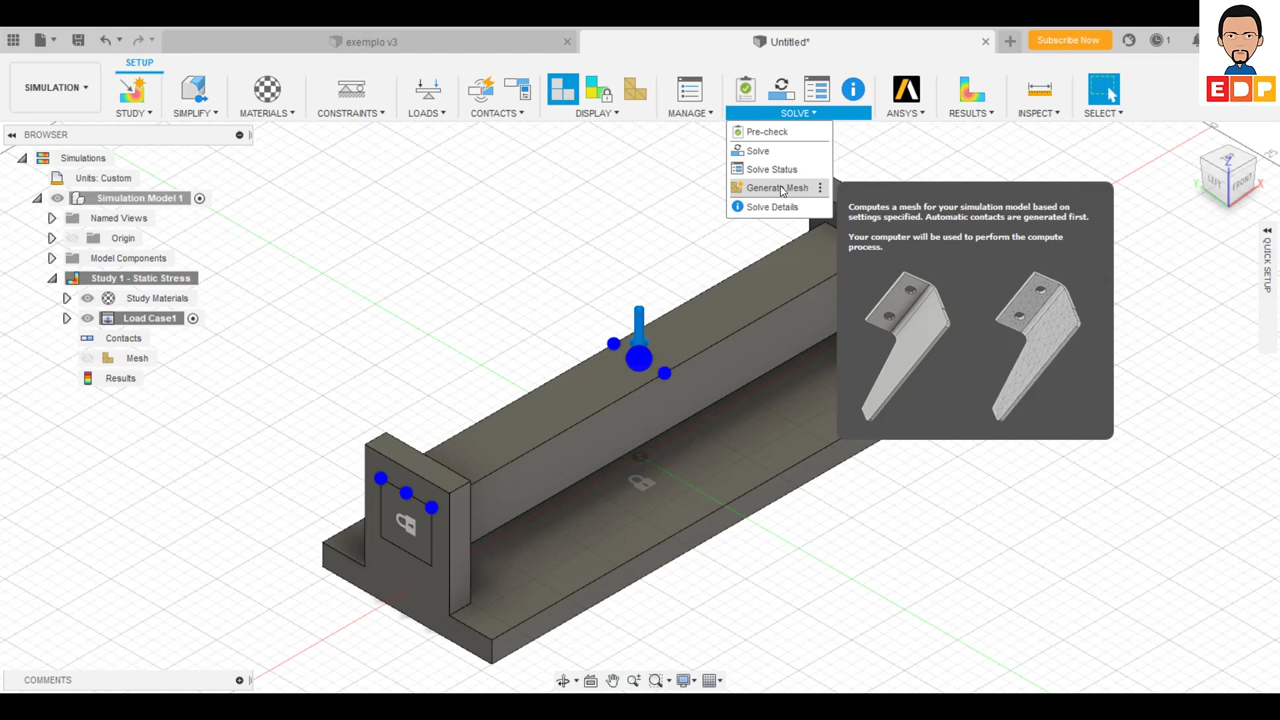 exemplo v3
Untitled*
Subscribe Now
1
EDP
SETUP
SIMULATION
STUDY
SIMPLIFY
MATERIALS
CONSTRAINTS
LOADS
CONTACTS
DISPLAY
MANAGE
SOLVE
ANSYS
RESULTS
INSPECT
SELECT
BROWSER
Simulations
Units: Custom
Simulation Model 1
Named Views
Origin
Model Components
Study 1 - Static Stress
Study Materials
Load Case1
Contacts
Mesh
Results
Pre-check
Solve
Solve Status
Generate Mesh
Solve Details
Computes a mesh for your simulation model based on
settings specified. Automatic contacts are generated first.
Your computer will be used to perform the compute
process.
Z
LEFT
FRONT
Y
X
QUICK SETUP
COMMENTS